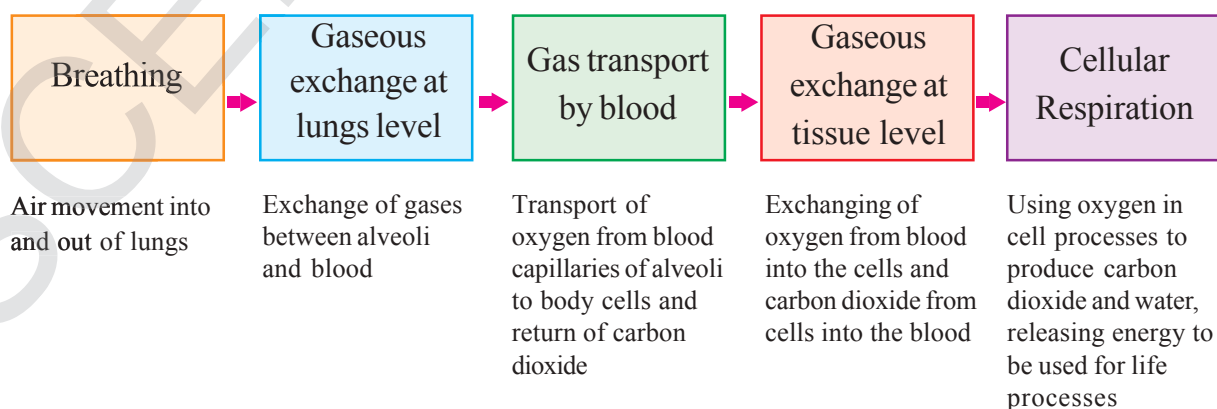 Breathing
Gaseous
exchange at
lungs level
Gas transport
by blood
Gaseous
exchange at
tissue level
Cellular
Respiration
Air movement into
and out of lungs
Exchange of gases
between alveoli
and blood
Transport of
oxygen from blood
capillaries of alveoli
to body cells and
return of carbon
dioxide
Exchanging of
oxygen from blood
into the cells and
carbon dioxide from
cells into the blood
Using oxygen in
cell processes to
produce carbon
dioxide and water,
releasing energy to
be used for life
processes